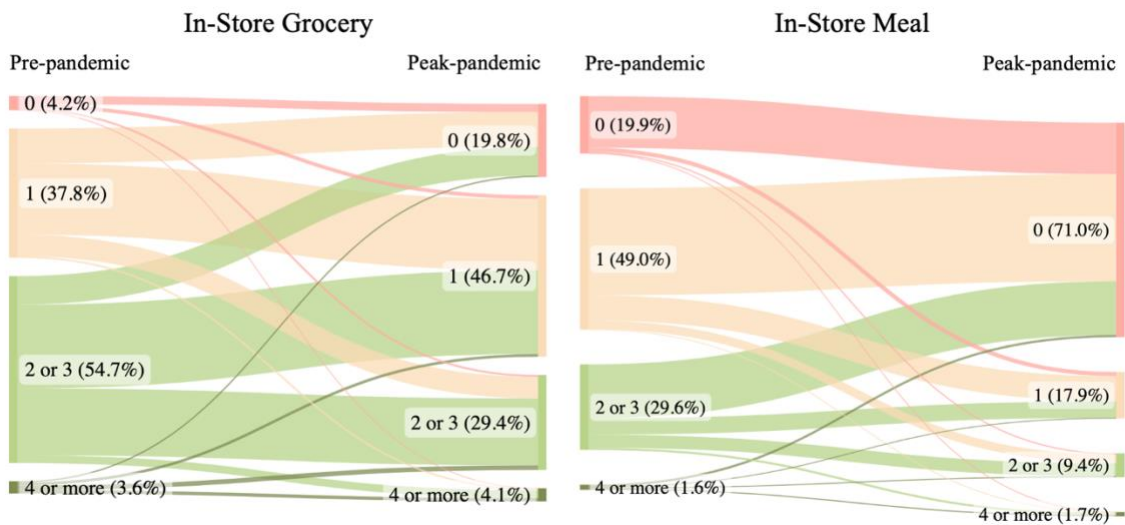 In-Store Grocery
Pre-pandemic
Peak-pandemic
0 (4.2%)
1 (37.8%)
2 or 3 (54.7%)
4 or more (3.6%)
0 (19.8%)
1 (46.7%)
2 or 3 (29.4%)
4 or more (4.1%)
In-Store Meal
Pre-pandemic
Peak-pandemic
0 (19.9%)
1 (49.0%)
2 or 3 (29.6%)
4 or more (1.6%)
0 (71.0%)
1 (17.9%)
2 or 3 (9.4%)
4 or more (1.7%)